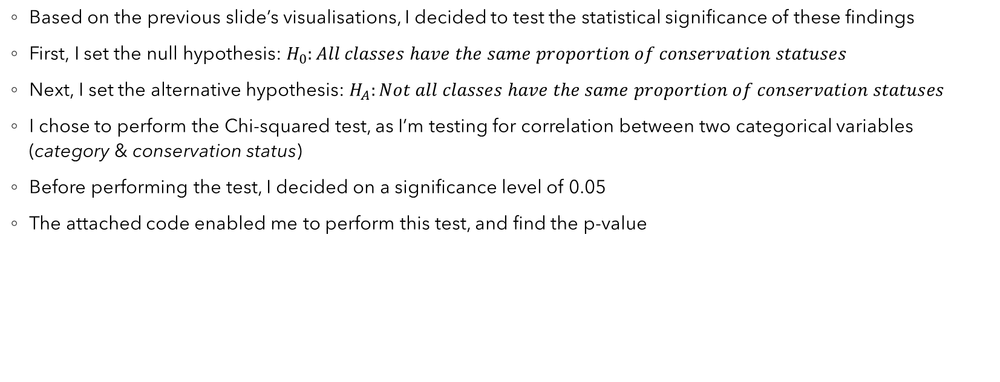 ◦ Based on the previous slide’s visualisations, I decided to test the statistical significance of these findings
◦ First, I set the null hypothesis: H₀: All classes have the same proportion of conservation statuses
◦ Next, I set the alternative hypothesis: H_A: Not all classes have the same proportion of conservation statuses
◦ I chose to perform the Chi-squared test, as I’m testing for correlation between two categorical variables
(category & conservation status)
◦ Before performing the test, I decided on a significance level of 0.05
◦ The attached code enabled me to perform this test, and find the p-value